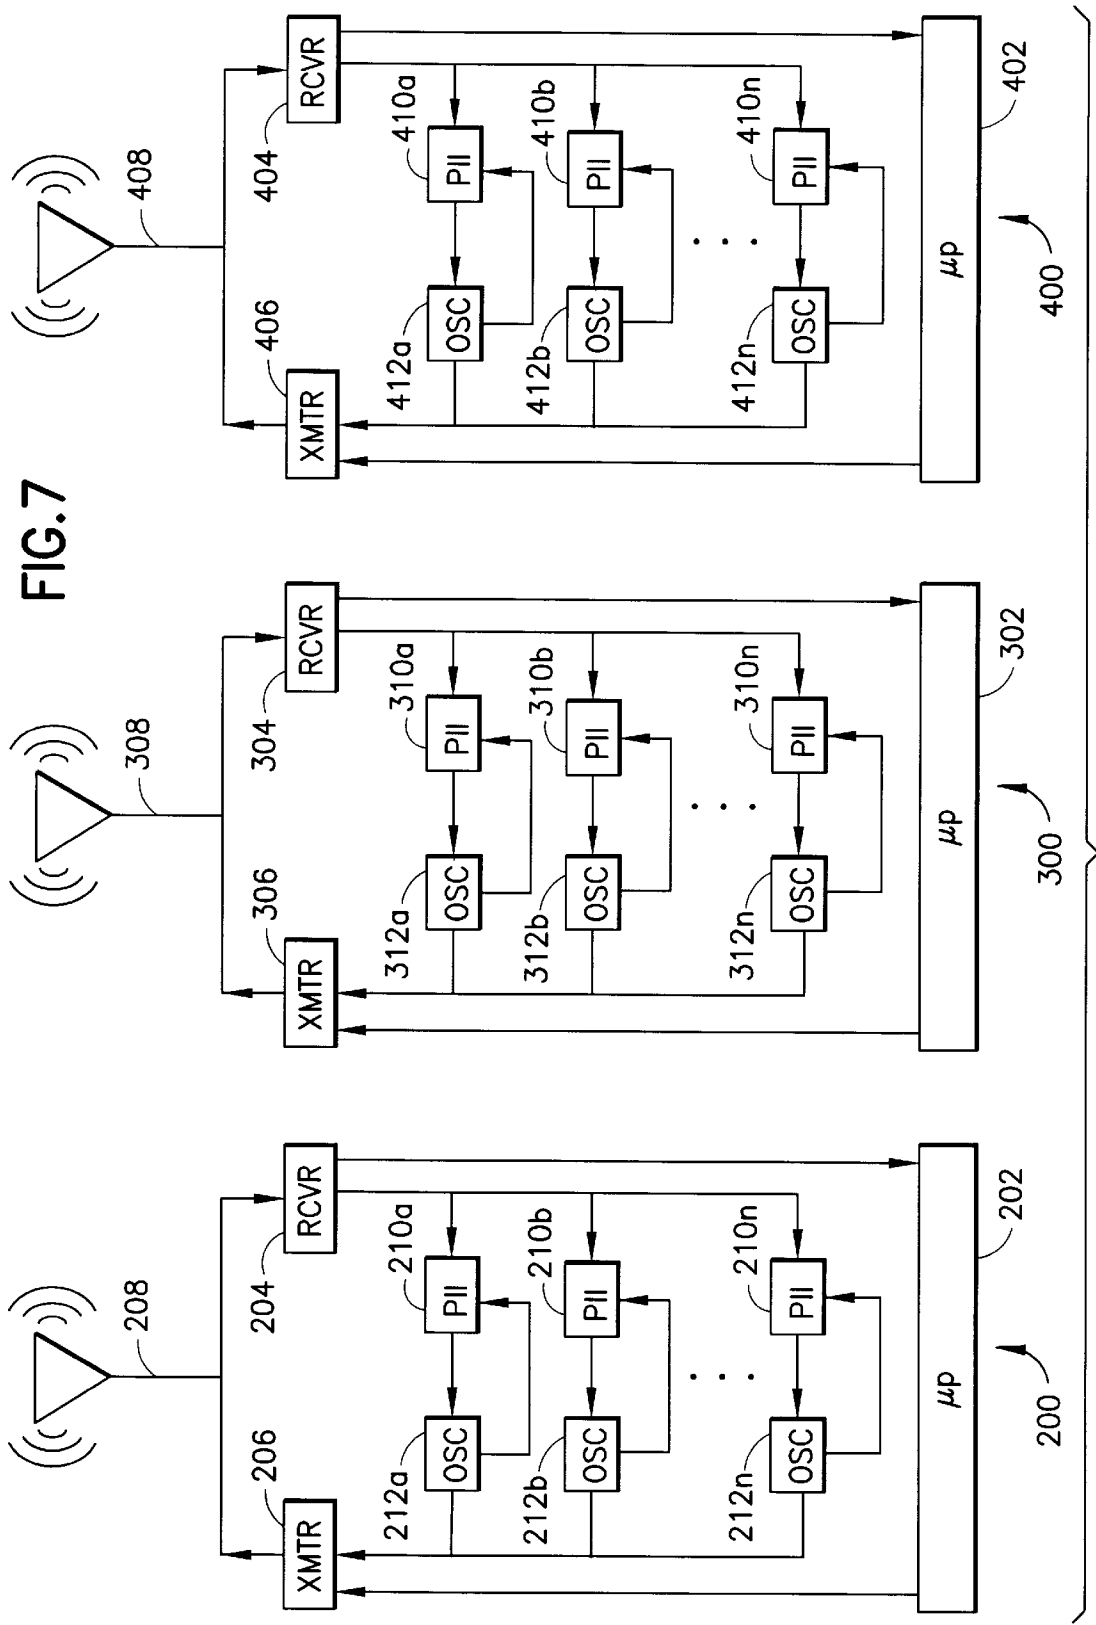 FIG.7
208
206
XMTR
204
RCVR
212a
OSC
210a
PII
212b
OSC
210b
PII
212n
OSC
210n
PII
μp
202
200
308
306
XMTR
304
RCVR
312a
OSC
310a
PII
312b
OSC
310b
PII
312n
OSC
310n
PII
μp
302
300
408
406
XMTR
404
RCVR
412a
OSC
410a
PII
412b
OSC
410b
PII
412n
OSC
410n
PII
μp
402
400